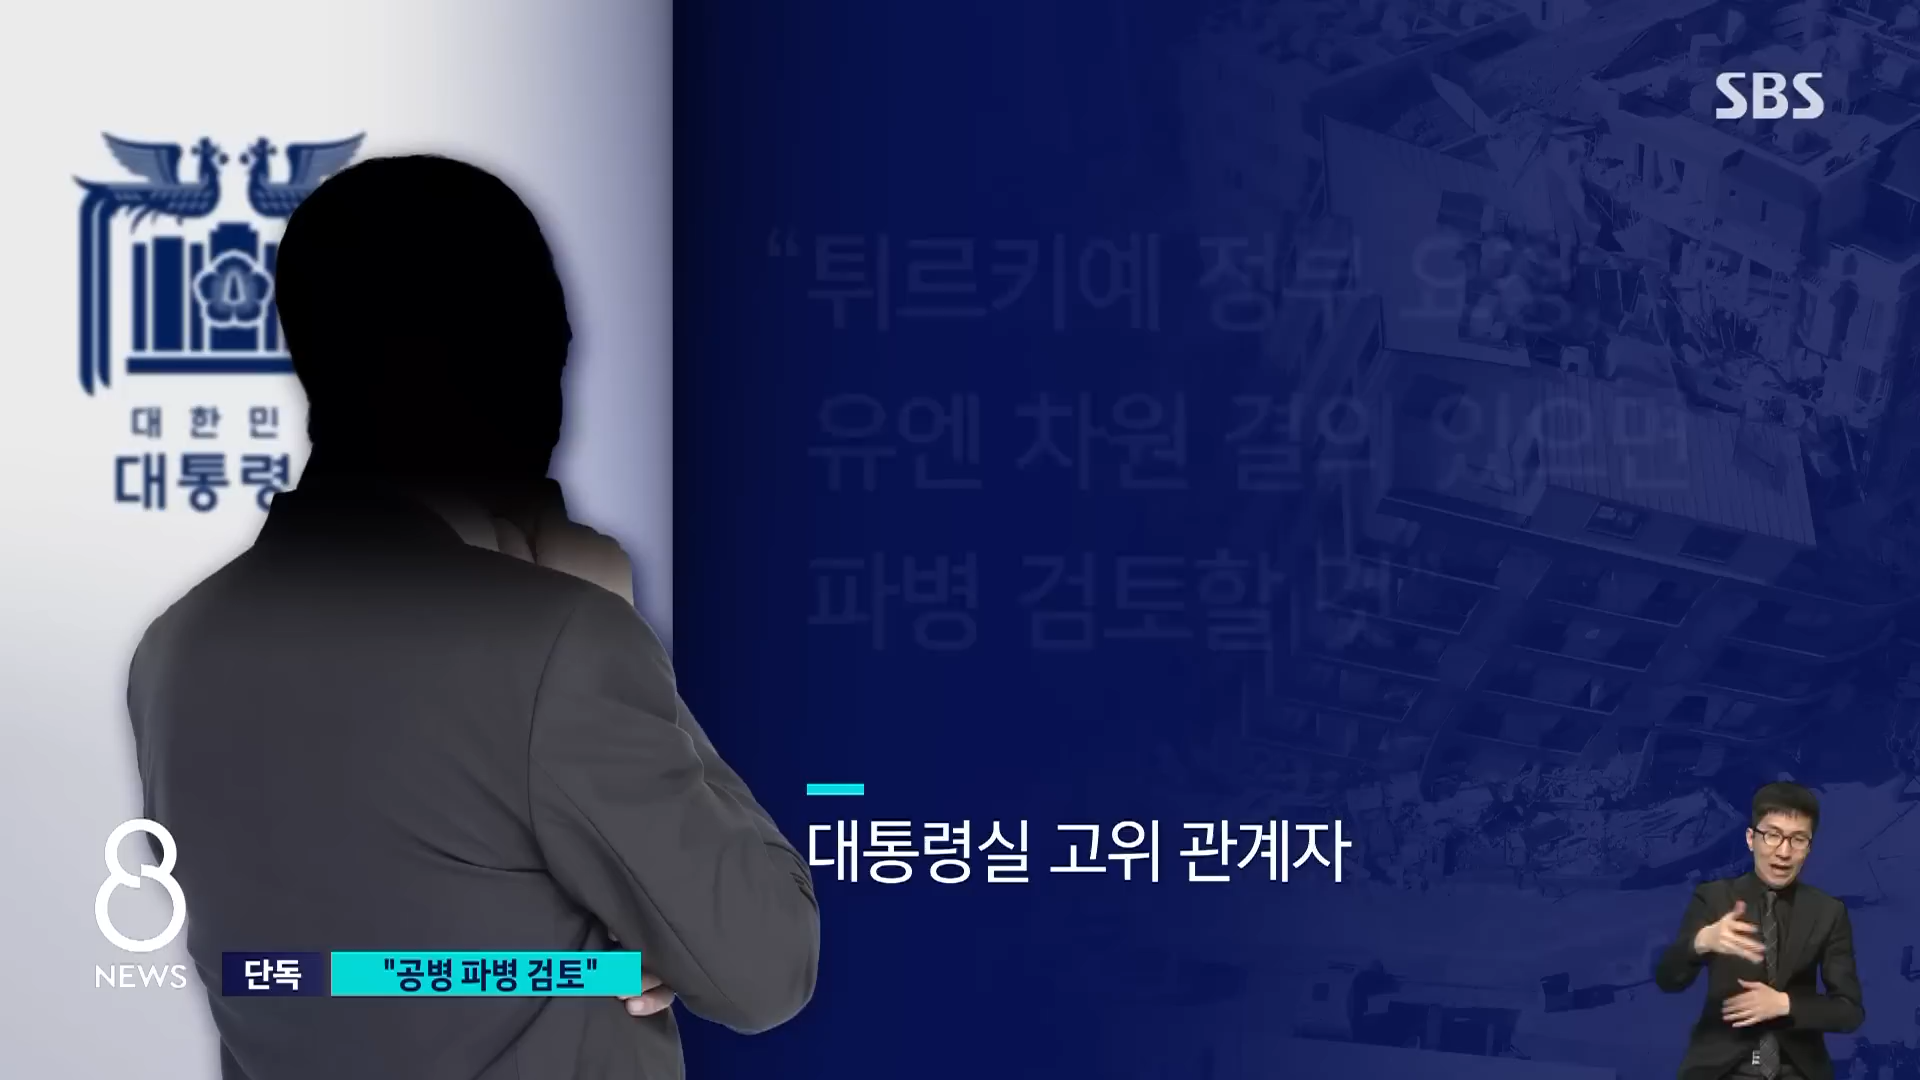 SBS
대 한 민
대통령
“튀르키예 정부 요청,
유엔 차원 결의 있으면
파병 검토할 것”
대통령실 고위 관계자
8
NEWS
단독 "공병 파병 검토"